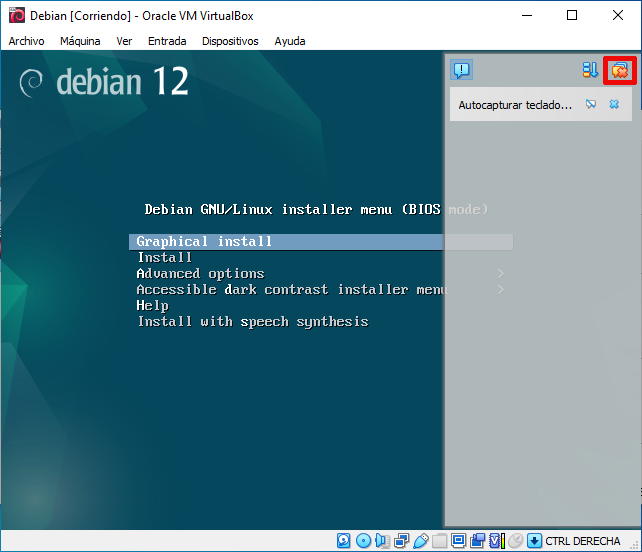 Debian [Corriendo] - Oracle VM VirtualBox
Archivo Máquina Ver Entrada Dispositivos Ayuda
debian 12
Autocapturar teclado...
Debian GNU/Linux installer menu (BIOS mode)
Graphical install
Install
Advanced options >
Accessible dark contrast installer menu >
Help
Install with speech synthesis
CTRL DERECHA